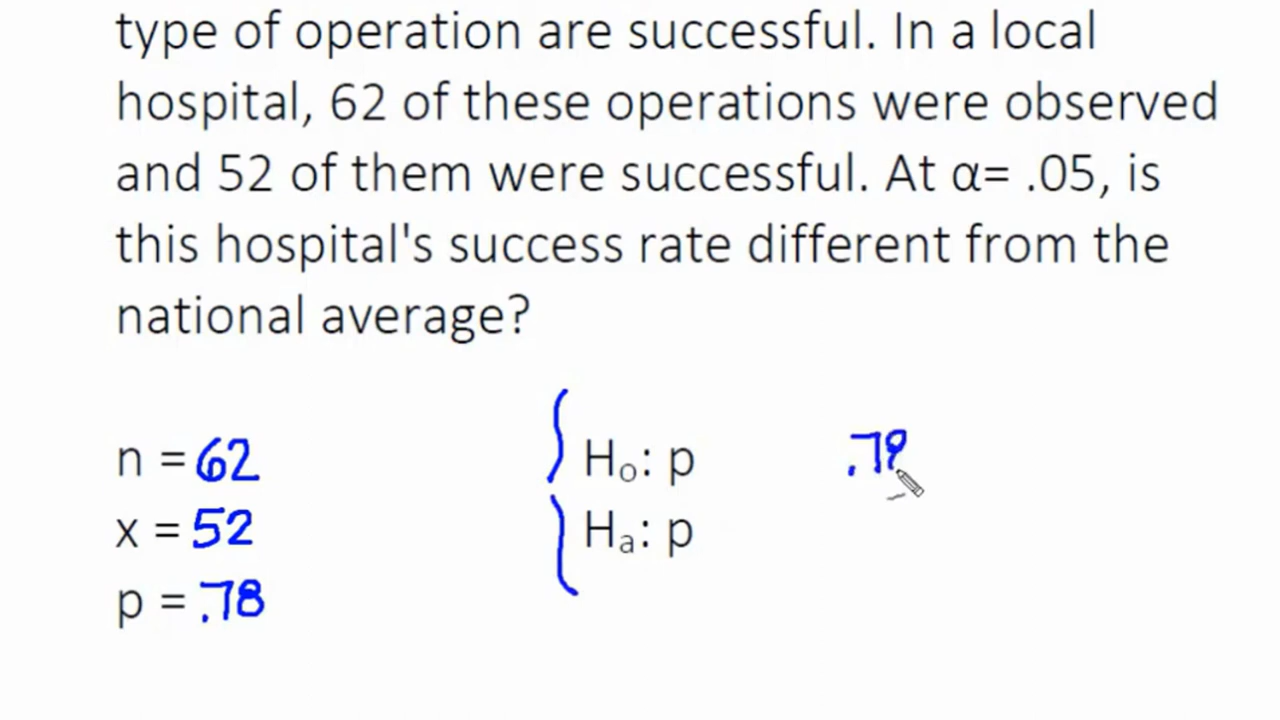 type of operation are successful. In a local
hospital, 62 of these operations were observed
and 52 of them were successful. At α= .05, is
this hospital's success rate different from the
national average?
n = 62
x = 52
p = .78
H₀: p .78
Hₐ: p